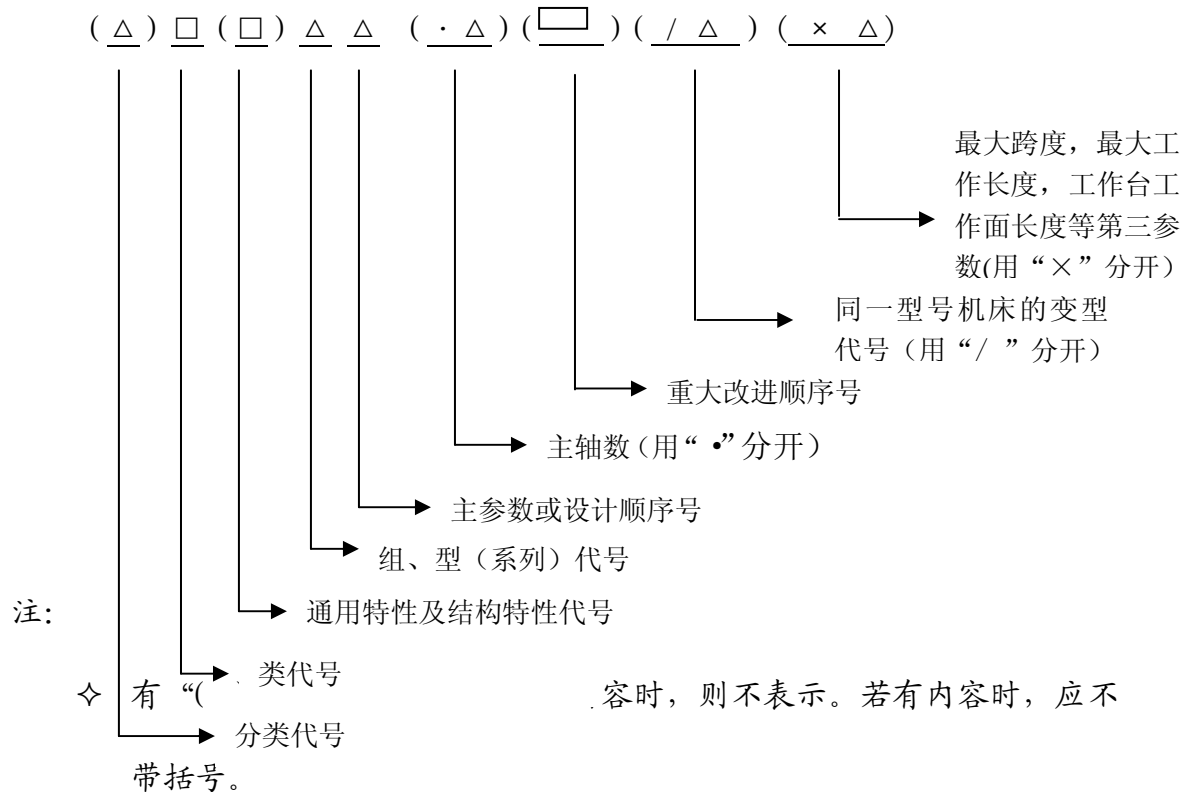 (△)□(□)△ △ (·△)(▭)(/ △)(× △)
最大跨度，最大工
作长度，工作台工
作面长度等第三参
数(用“×”分开）
同一型号机床的变型
代号（用“/ ”分开）
重大改进顺序号
主轴数（用“•”分开）
主参数或设计顺序号
组、型（系列）代号
注：
通用特性及结构特性代号
类代号
✧ 有“( 容时，则不表示。若有内容时，应不
分类代号
带括号。